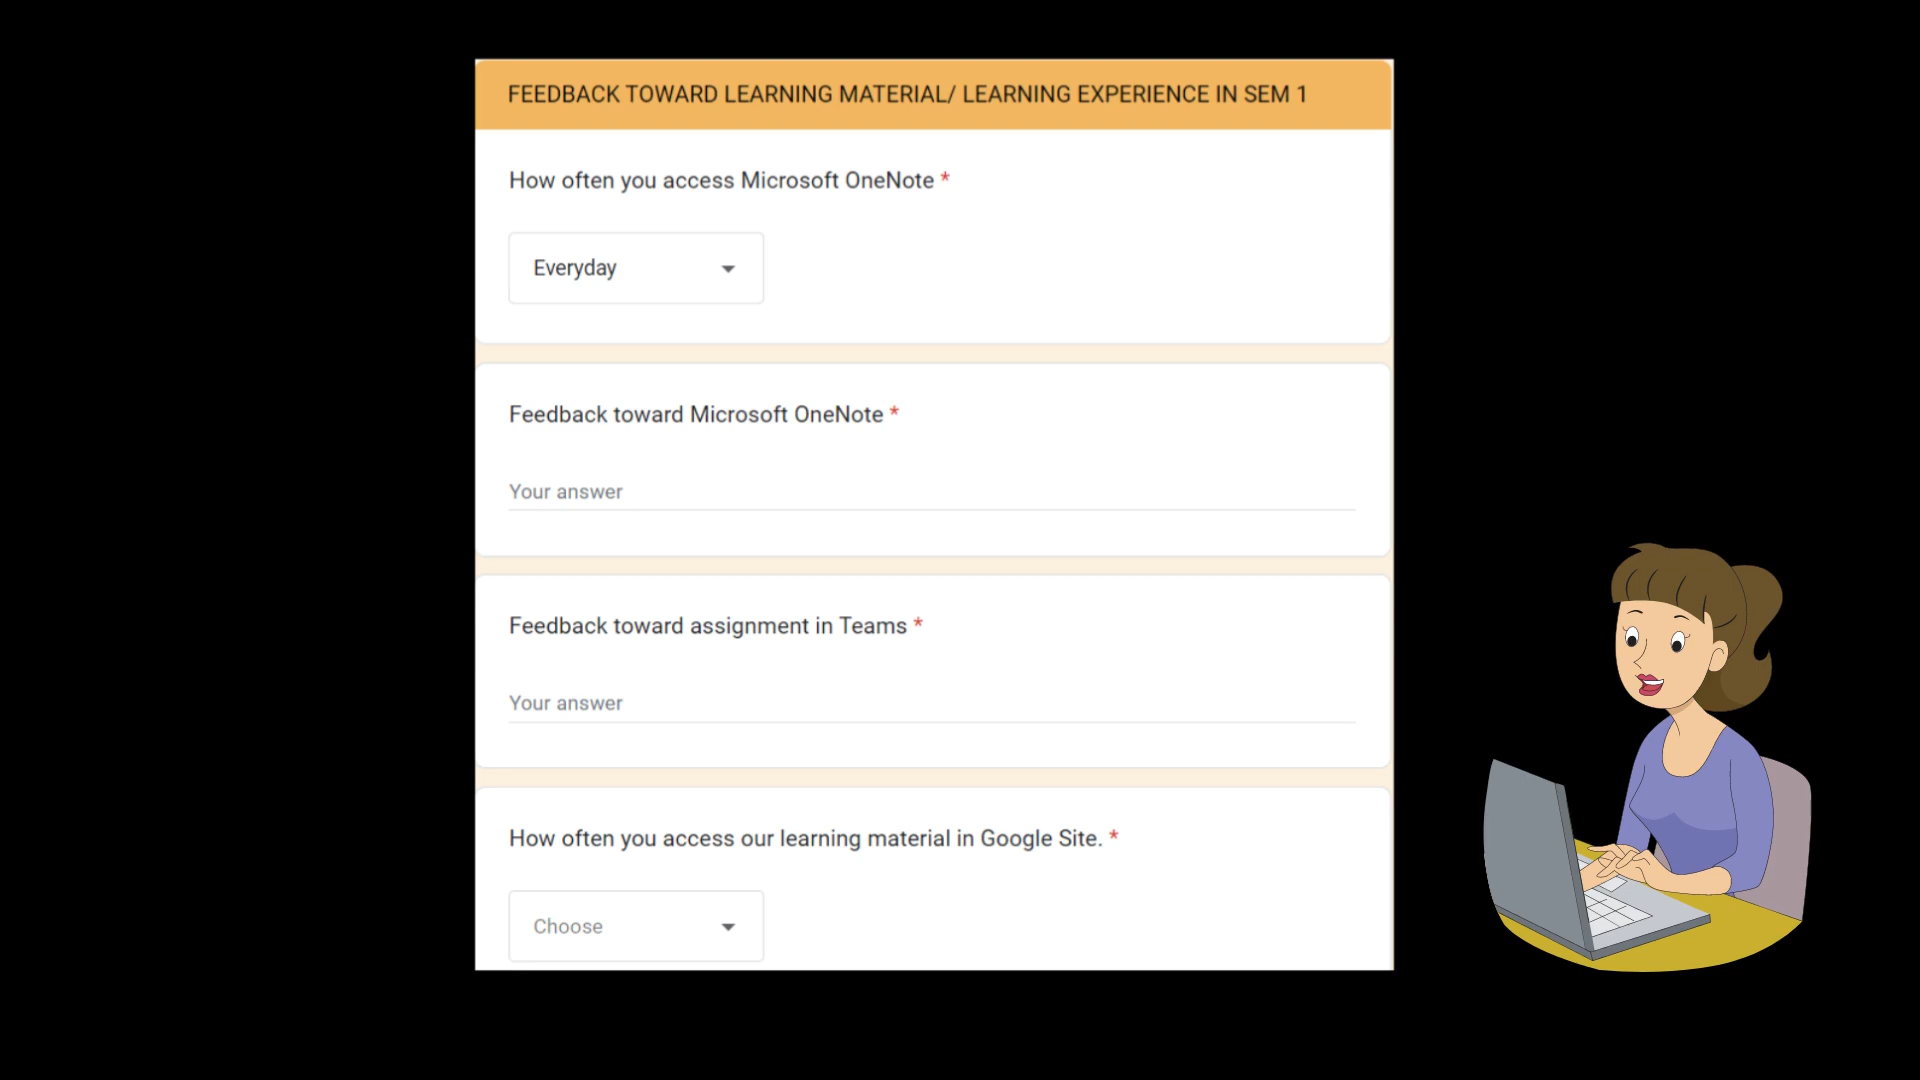 FEEDBACK TOWARD LEARNING MATERIAL/ LEARNING EXPERIENCE IN SEM 1
How often you access Microsoft OneNote *
Everyday
Feedback toward Microsoft OneNote *
Your answer
Feedback toward assignment in Teams *
Your answer
How often you access our learning material in Google Site. *
Choose